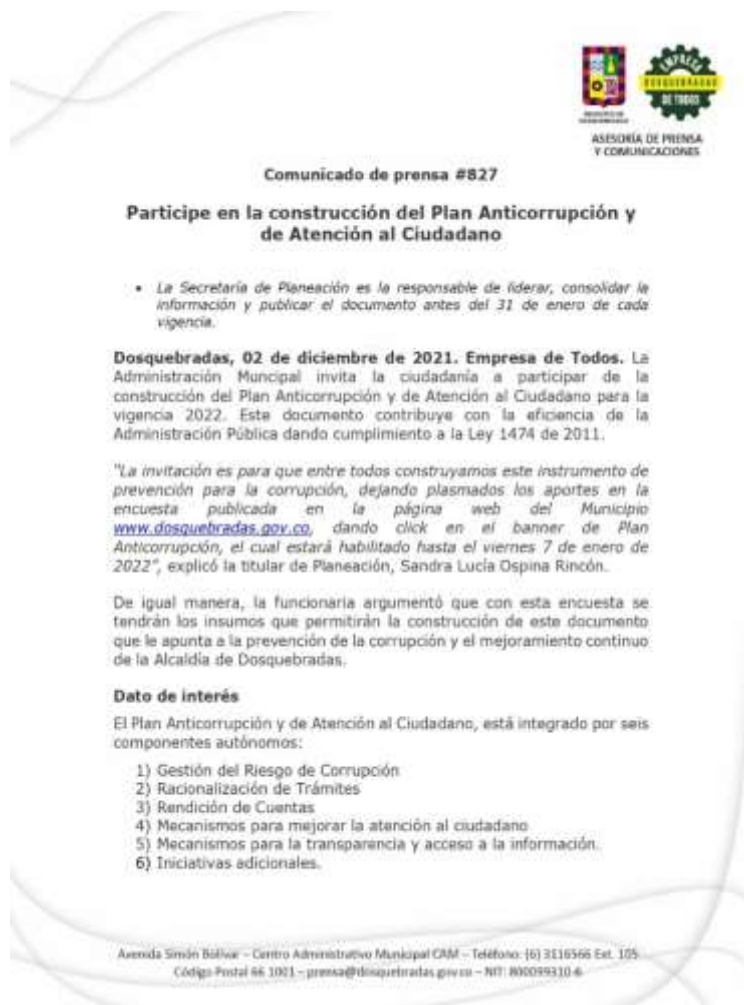 EMPRESA
DOSQUEBRADAS
DE TODOS
ASESORÍA DE PRENSA
Y COMUNICACIONES
Comunicado de prensa #827
Participe en la construcción del Plan Anticorrupción y
de Atención al Ciudadano
• La Secretaría de Planeación es la responsable de liderar, consolidar la
información y publicar el documento antes del 31 de enero de cada
vigencia.
Dosquebradas, 02 de diciembre de 2021. Empresa de Todos. La
Administración Muncipal invita la ciudadanía a participar de la
construcción del Plan Anticorrupción y de Atención al Ciudadano para la
vigencia 2022. Este documento contribuye con la eficiencia de la
Administración Pública dando cumplimiento a la Ley 1474 de 2011.
"La invitación es para que entre todos construyamos este instrumento de
prevención para la corrupción, dejando plasmados los aportes en la
encuesta publicada en la página web del Municipio
www.dosquebradas.gov.co, dando click en el banner de Plan
Anticorrupción, el cual estará habilitado hasta el viernes 7 de enero de
2022", explicó la titular de Planeación, Sandra Lucía Ospina Rincón.
De igual manera, la funcionaria argumentó que con esta encuesta se
tendrán los insumos que permitirán la construcción de este documento
que le apunta a la prevención de la corrupción y el mejoramiento continuo
de la Alcaldía de Dosquebradas.
Dato de interés
El Plan Anticorrupción y de Atención al Ciudadano, está integrado por seis
componentes autónomos:
1) Gestión del Riesgo de Corrupción
2) Racionalización de Trámites
3) Rendición de Cuentas
4) Mecanismos para mejorar la atención al ciudadano
5) Mecanismos para la transparencia y acceso a la información.
6) Iniciativas adicionales.
Avenida Simón Bolívar – Centro Administrativo Municipal CAM – Teléfono: (6) 3116566 Ext. 105
Código Postal 66 1001 – prensa@dosquebradas.gov.co – NIT: 800099310-6